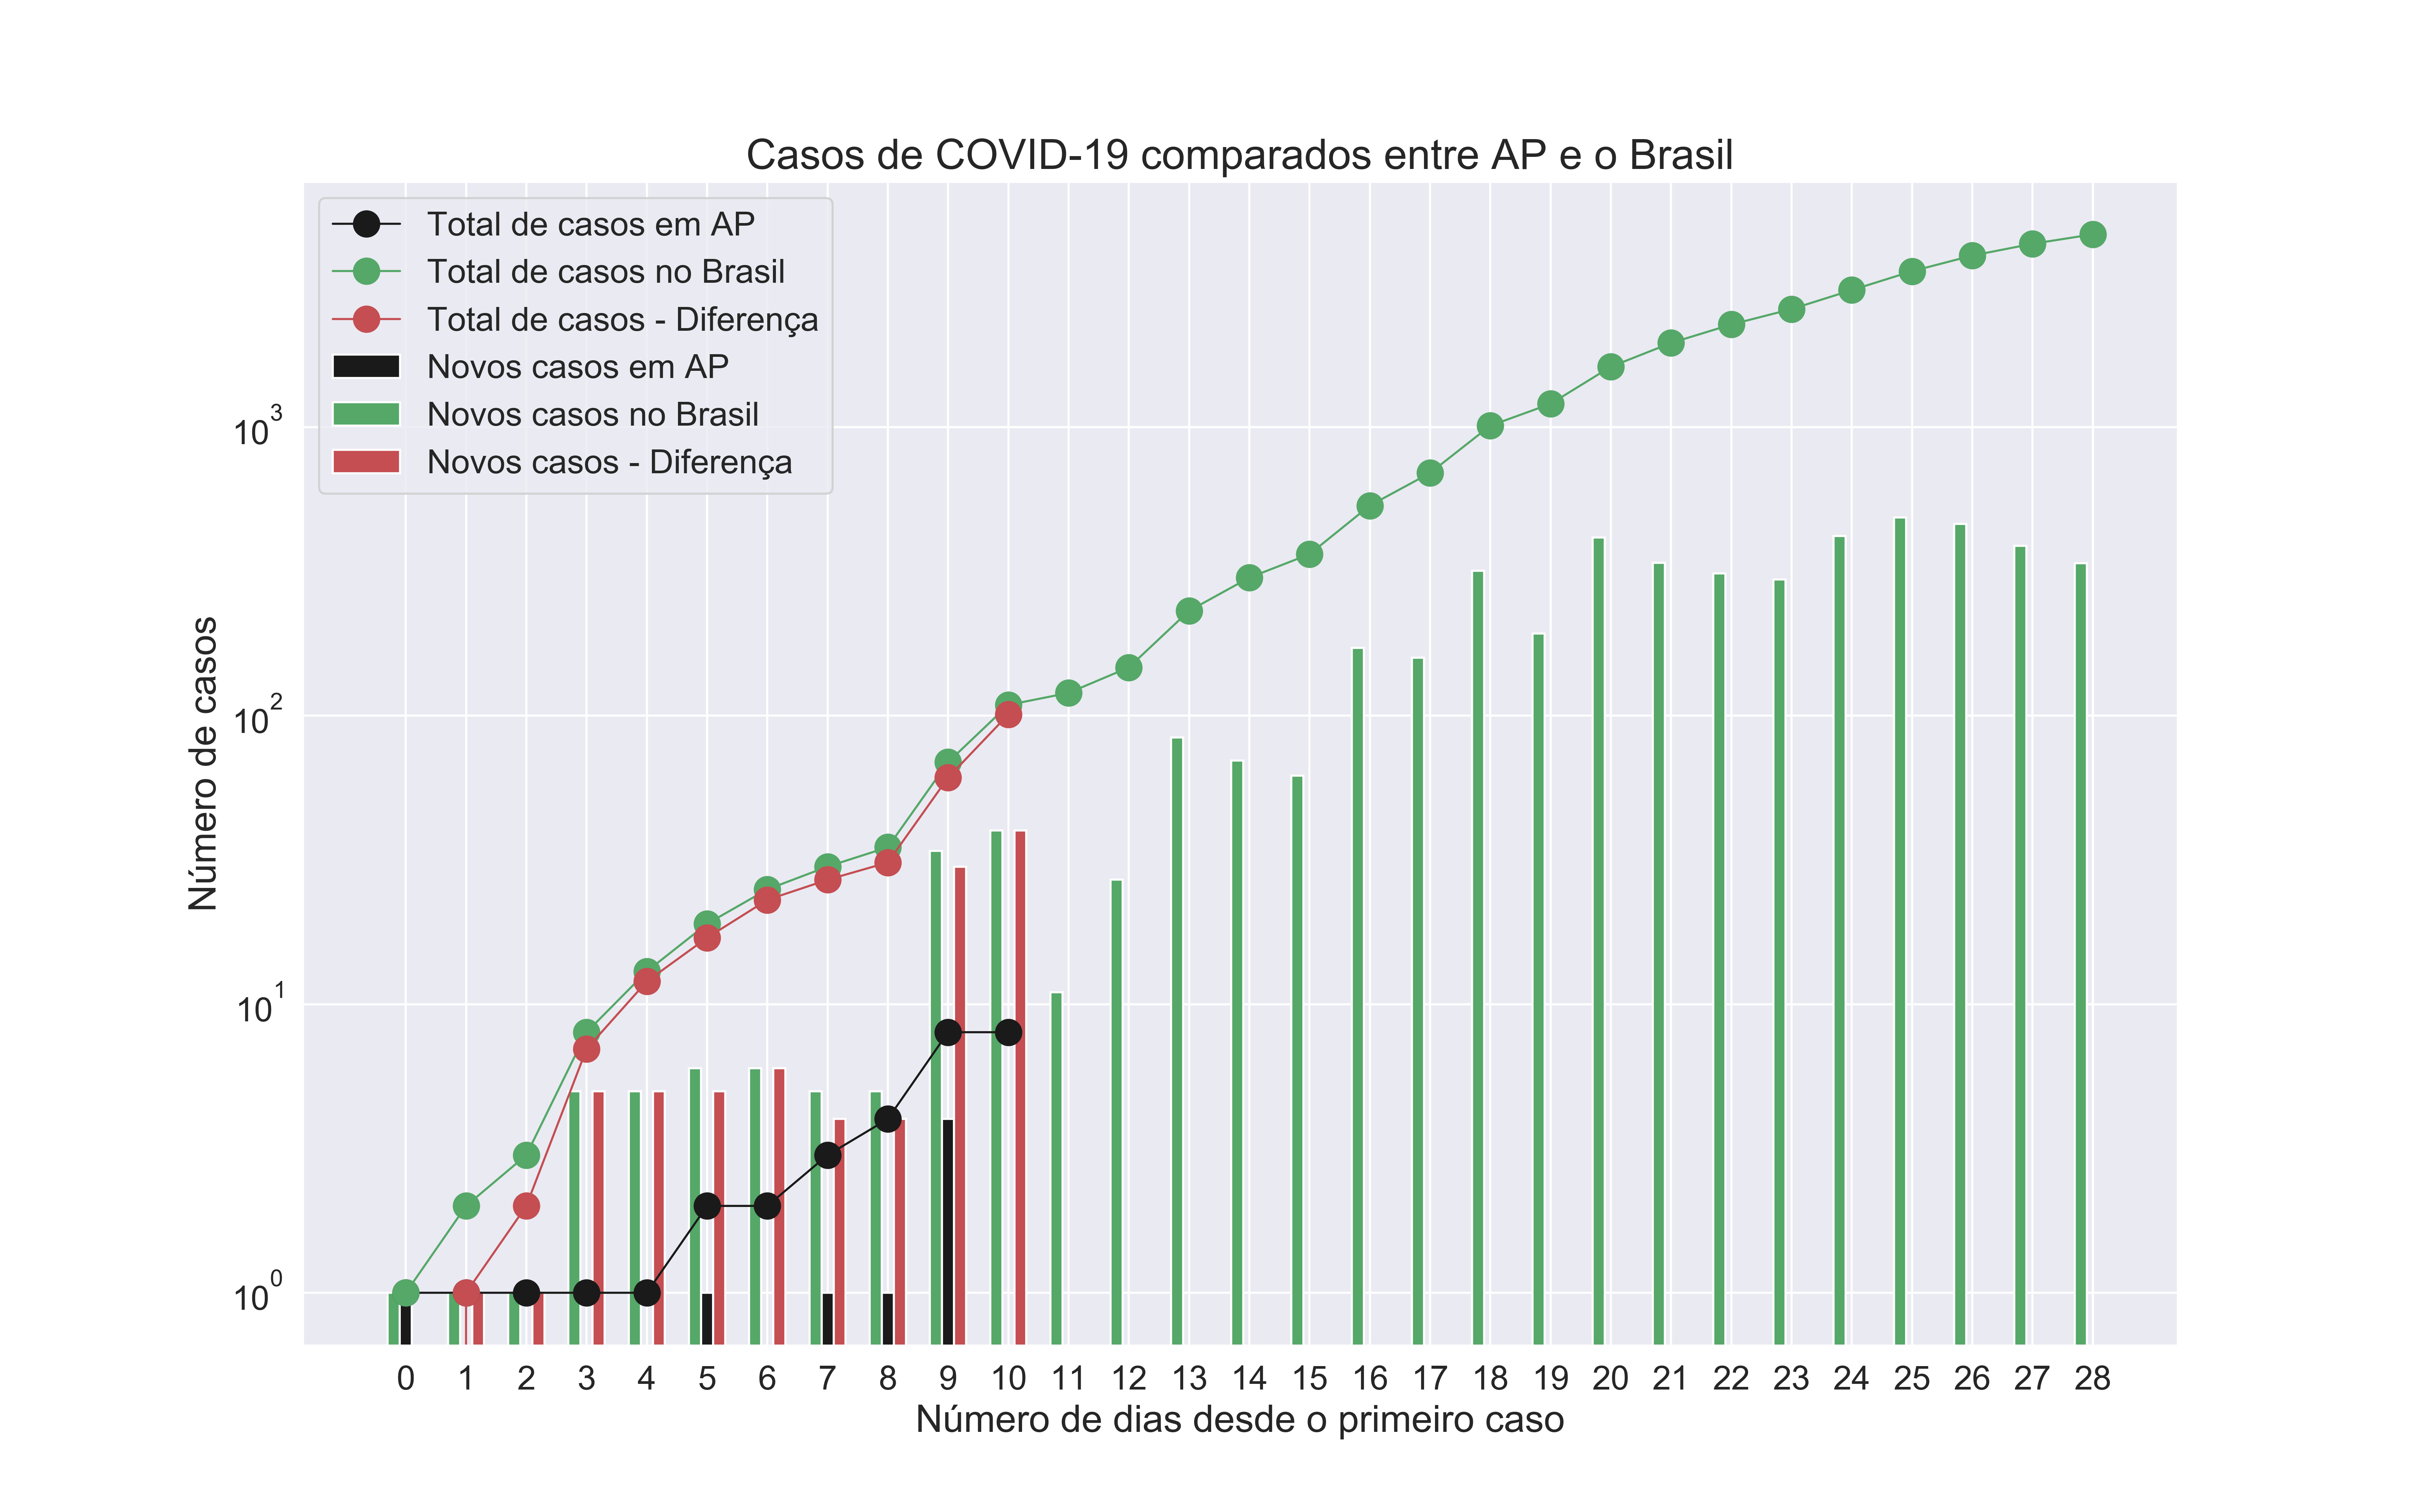 Casos de COVID-19 comparados entre AP e o Brasil
Total de casos em AP
Total de casos no Brasil
Total de casos - Diferença
Novos casos em AP
Novos casos no Brasil
Novos casos - Diferença
10³
10²
10¹
10⁰
Número de casos
0 1 2 3 4 5 6 7 8 9 10 11 12 13 14 15 16 17 18 19 20 21 22 23 24 25 26 27 28
Número de dias desde o primeiro caso